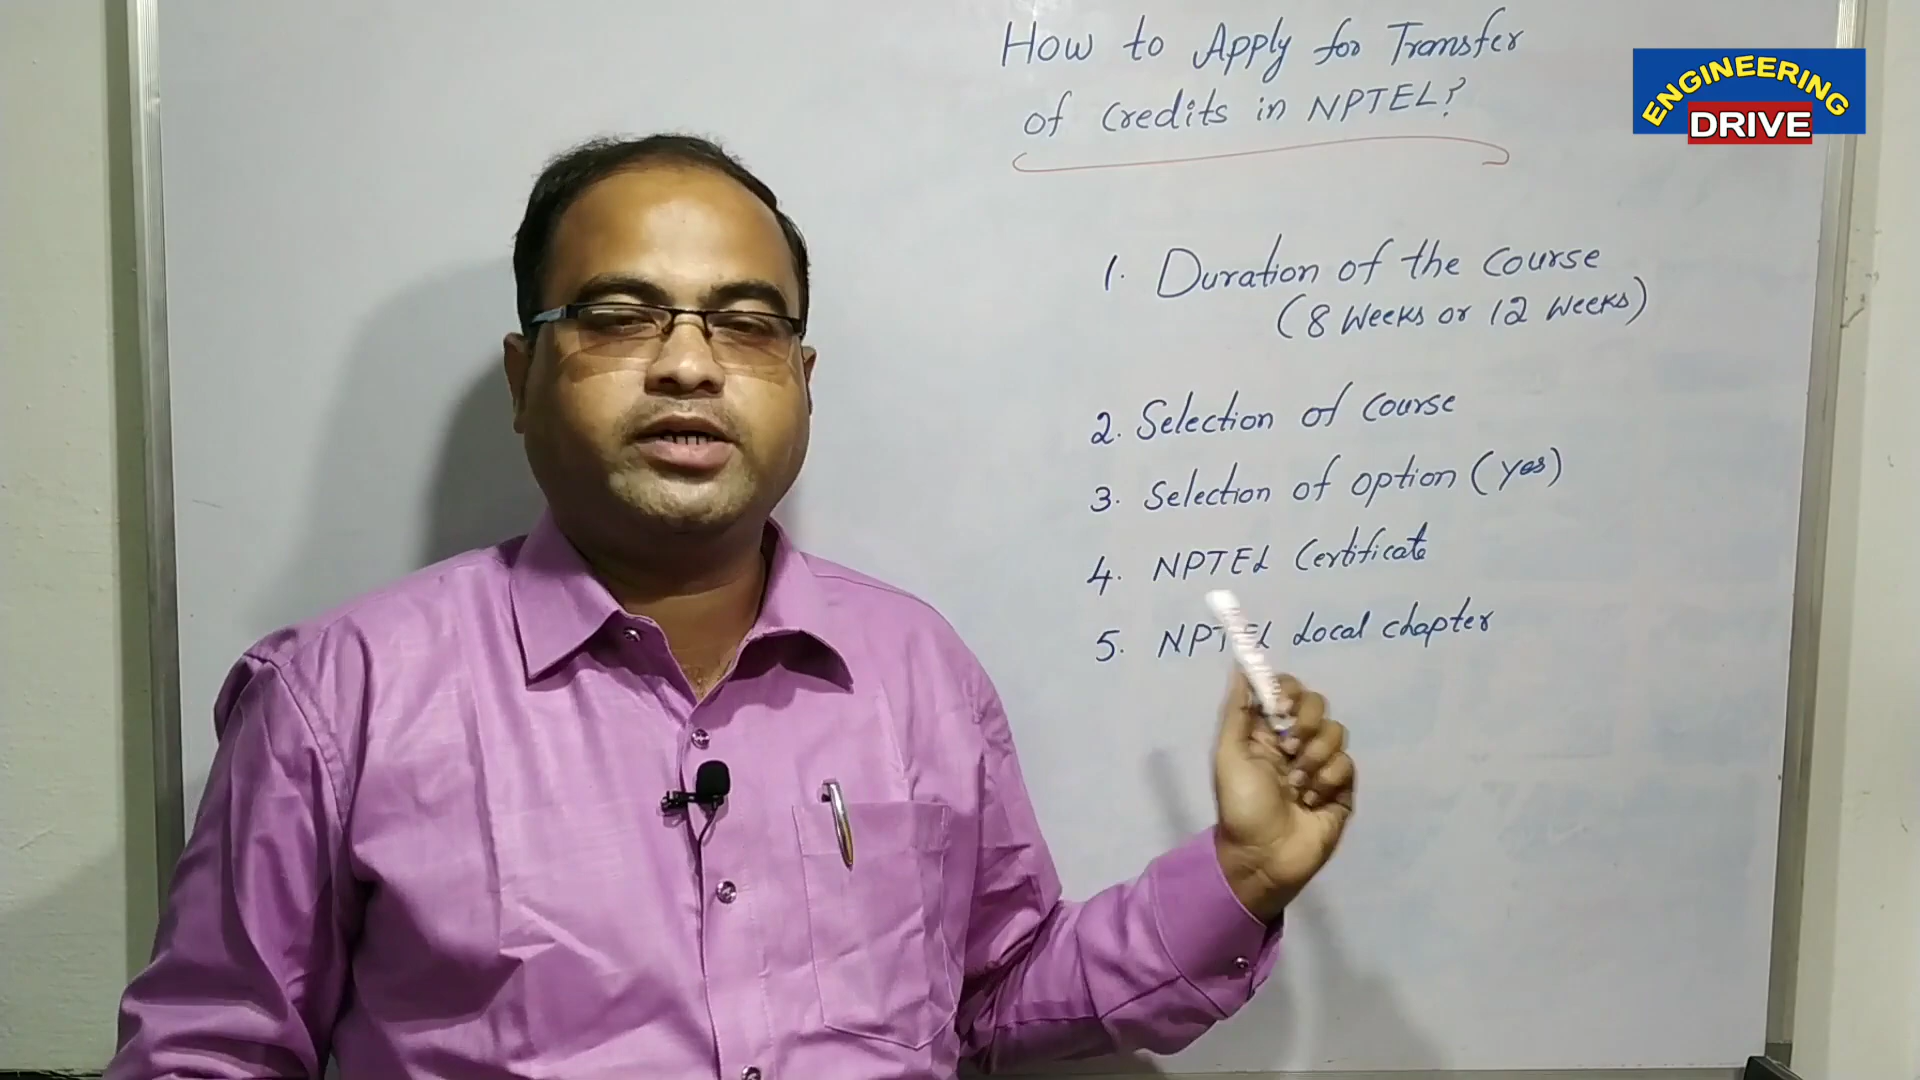 How to Apply for Transfer
of Credits in NPTEL?
ENGINEERING
DRIVE
1. Duration of the Course
(8 Weeks or 12 Weeks)
2. Selection of Course
3. Selection of option (Yes)
4. NPTEL Certificate
5. NPTEL Local chapter